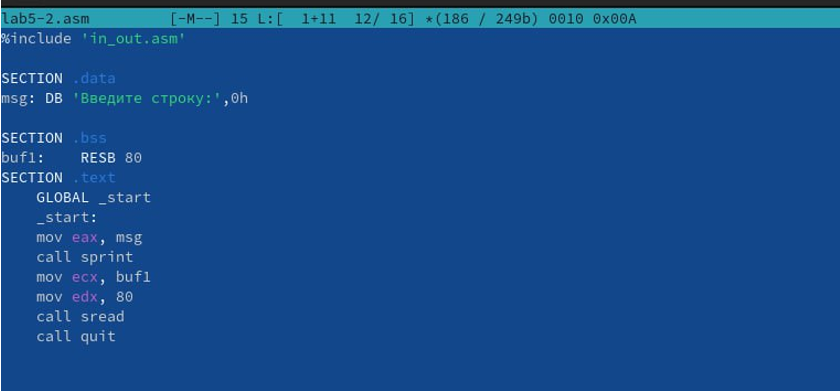 lab5-2.asm         [-M--] 15 L:[  1+11  12/ 16] *(186 / 249b) 0010 0x00A
%include 'in_out.asm'
SECTION .data
msg: DB 'Введите строку:',0h
SECTION .bss
buf1:    RESB 80
SECTION .text
    GLOBAL _start
    _start:
    mov eax, msg
    call sprint
    mov ecx, buf1
    mov edx, 80
    call sread
    call quit